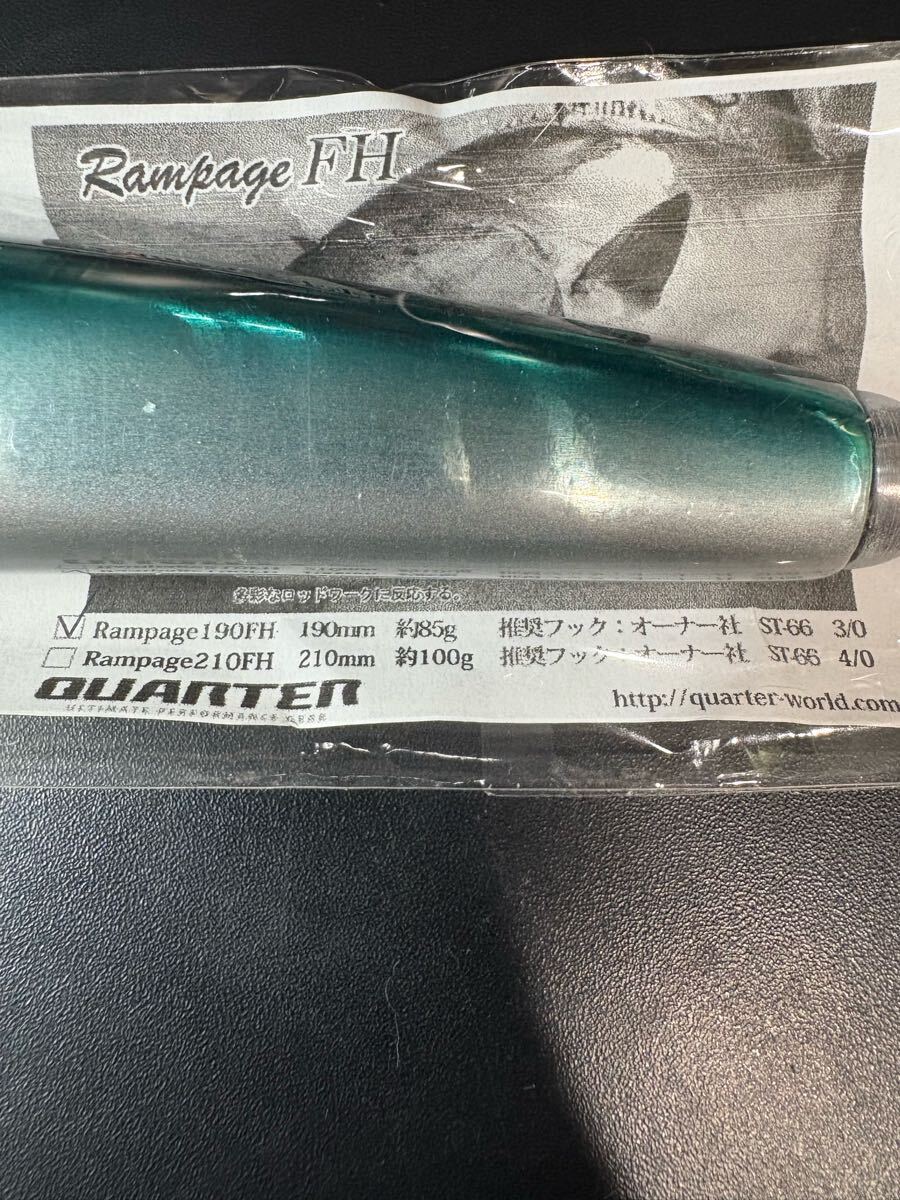 Rampage FH
多彩なロッドワークに反応する。
Rampage190FH 190mm 約85g 推奨フック：オーナー社 ST-66 3/0
Rampage210FH 210mm 約100g 推奨フック：オーナー社 ST-66 4/0
QUARTER
ULTIMATE PERFORMANCE GEAR
http://quarter-world.com